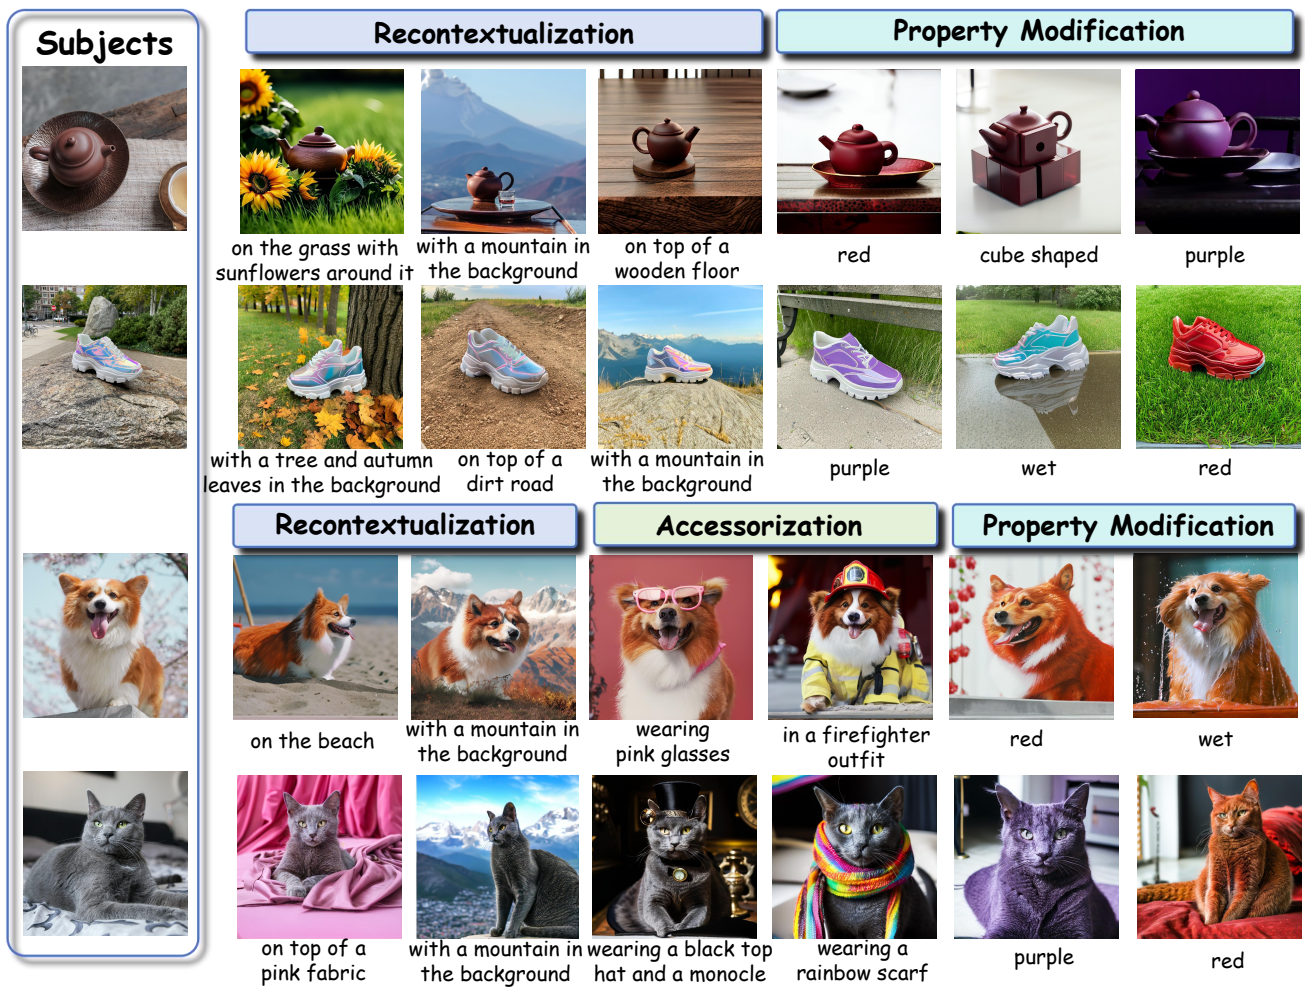 Subjects
Recontextualization
Property Modification
on the grass with
sunflowers around it
with a mountain in
the background
on top of a
wooden floor
red
cube shaped
purple
with a tree and autumn
leaves in the background
on top of a
dirt road
with a mountain in
the background
purple
wet
red
Recontextualization
Accessorization
Property Modification
on the beach
with a mountain in
the background
wearing
pink glasses
in a firefighter
outfit
red
wet
on top of a
pink fabric
with a mountain in
the background
wearing a black top
hat and a monocle
wearing a
rainbow scarf
purple
red